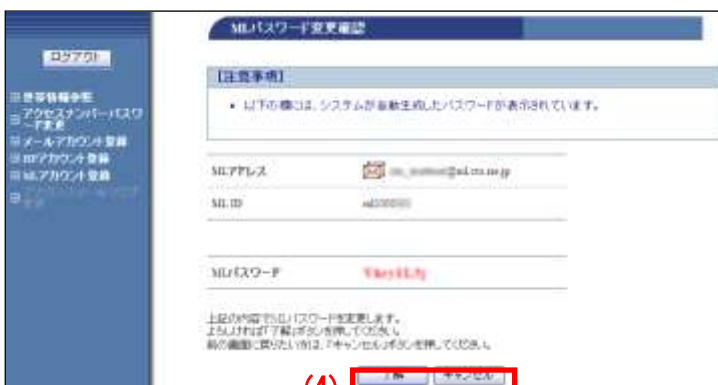 MLパスワード変更確認
ログアウト
【注意事項】
• 以下の欄には、システムが自動生成したパスワードが表示されています。
世帯情報参照
アクセスナンバーパスワード変更
メールアカウント登録
HPアカウント登録
MLアカウント登録
MLアドレス
ML ID
MLパスワード
上記の内容でMLパスワードを変更します。
よろしければ「了解」ボタンを押してください。
前の画面に戻りたい方は、「キャンセル」ボタンを押してください。
(4)
了解
キャンセル